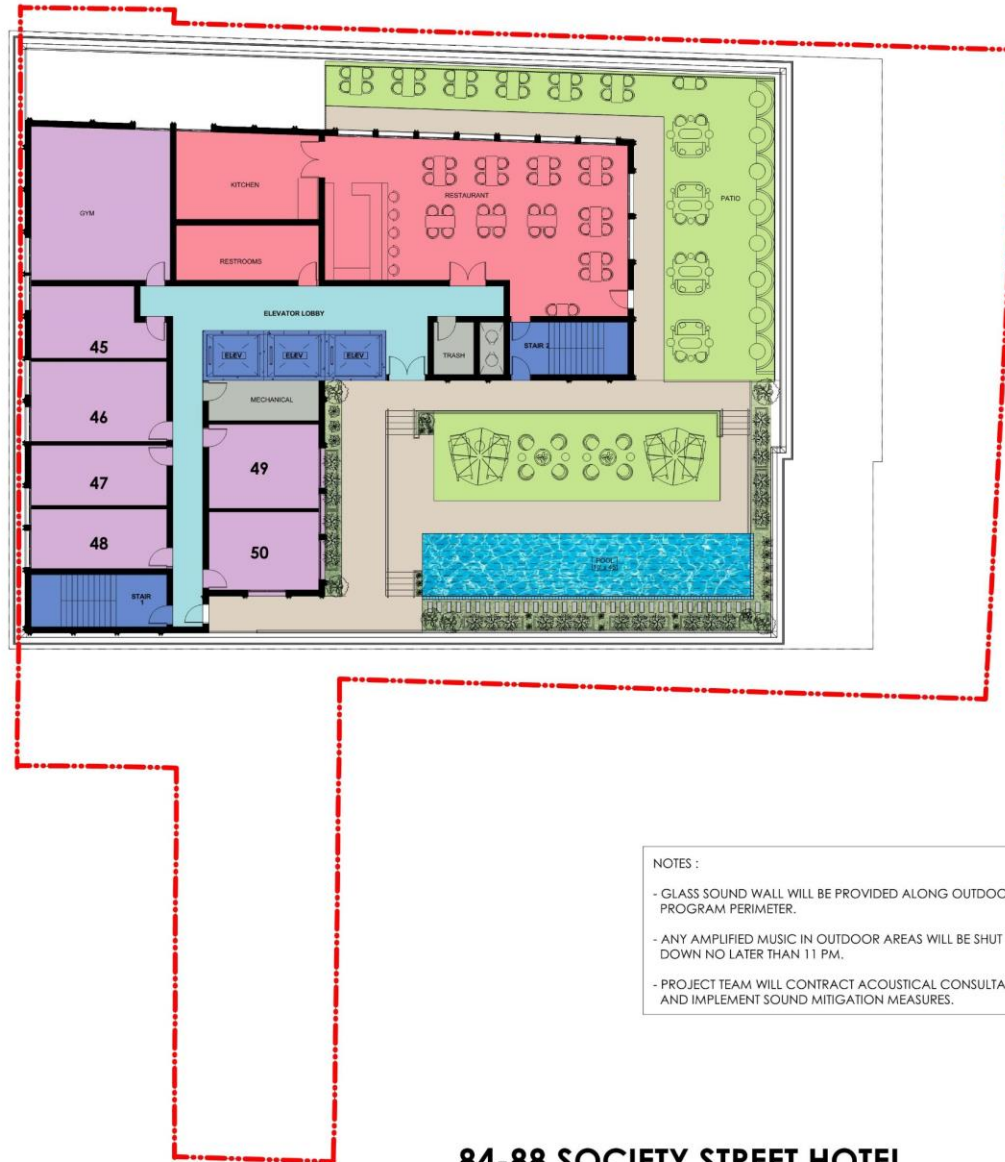 KITCHEN
RESTAURANT
GYM
PATIO
RESTROOMS
ELEVATOR LOBBY
45
ELEV
ELEV
ELEV
TRASH
STAIR 2
MECHANICAL
46
49
47
48
50
POOL
STAIR
1
NOTES :
- GLASS SOUND WALL WILL BE PROVIDED ALONG OUTDOO
PROGRAM PERIMETER.
- ANY AMPLIFIED MUSIC IN OUTDOOR AREAS WILL BE SHUT
DOWN NO LATER THAN 11 PM.
- PROJECT TEAM WILL CONTRACT ACOUSTICAL CONSULTA
AND IMPLEMENT SOUND MITIGATION MEASURES.
84-88 SOCIETY STREET HOTEL